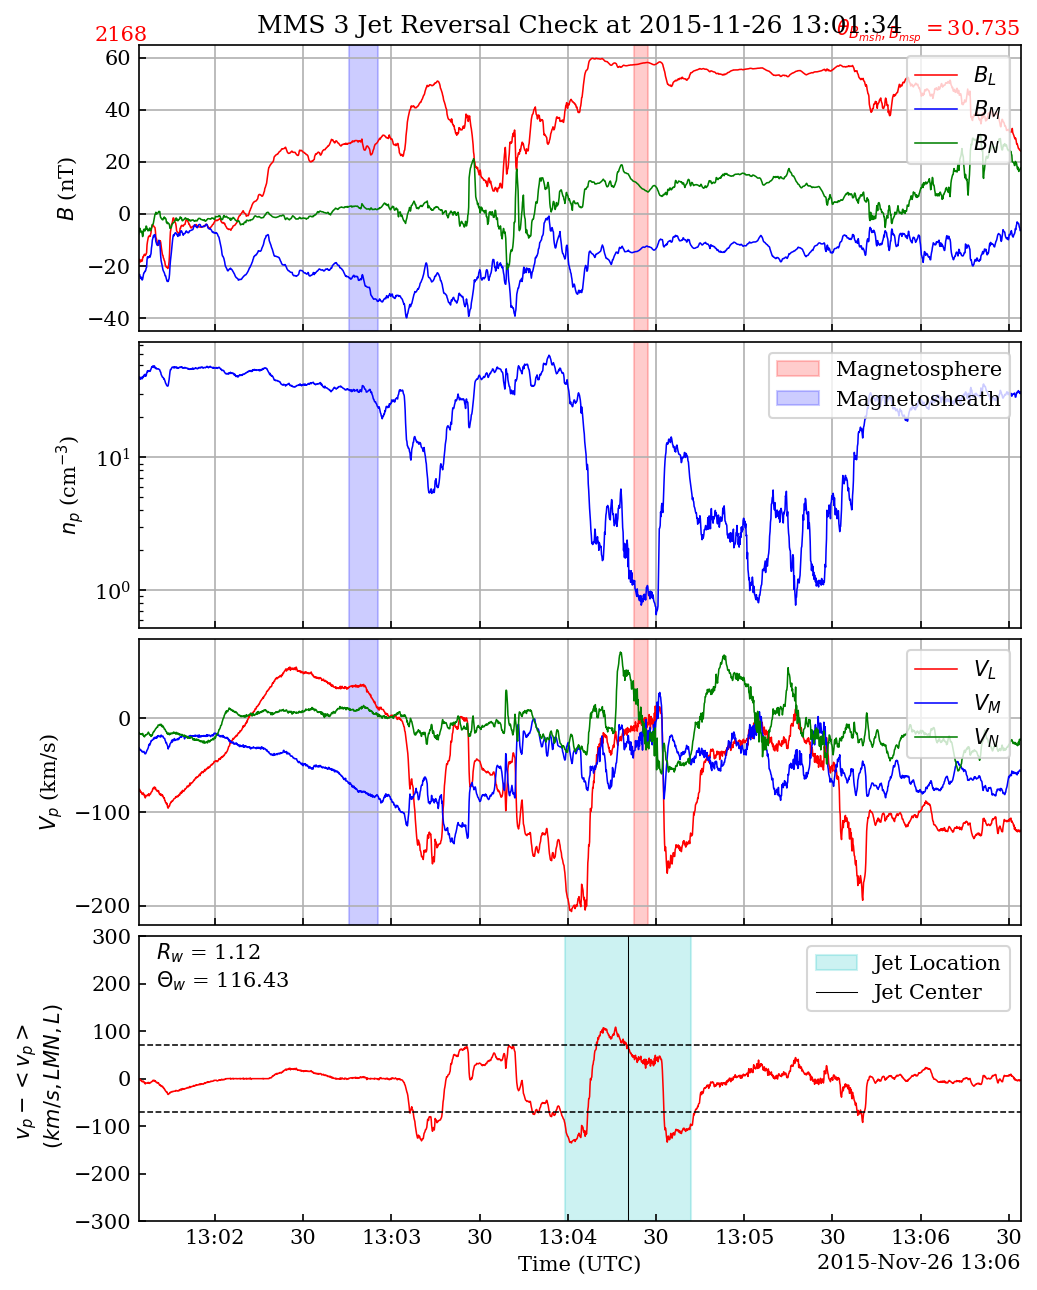 MMS 3 Jet Reversal Check at 2015-11-26 13:01:34
2168
θ_{B_{msh}, B_{msp}} = 30.735
60
40
20
0
−20
−40
B (nT)
B_L
B_M
B_N
10^1
10^0
n_p (cm^{−3})
Magnetosphere
Magnetosheath
0
−100
−200
V_p (km/s)
V_L
V_M
V_N
300
200
100
0
−100
−200
−300
v_p − < v_p >
(km/s, LMN, L)
R_w = 1.12
Θ_w = 116.43
Jet Location
Jet Center
13:02 30 13:03 30 13:04 30 13:05 30 13:06 30
Time (UTC)
2015-Nov-26 13:06